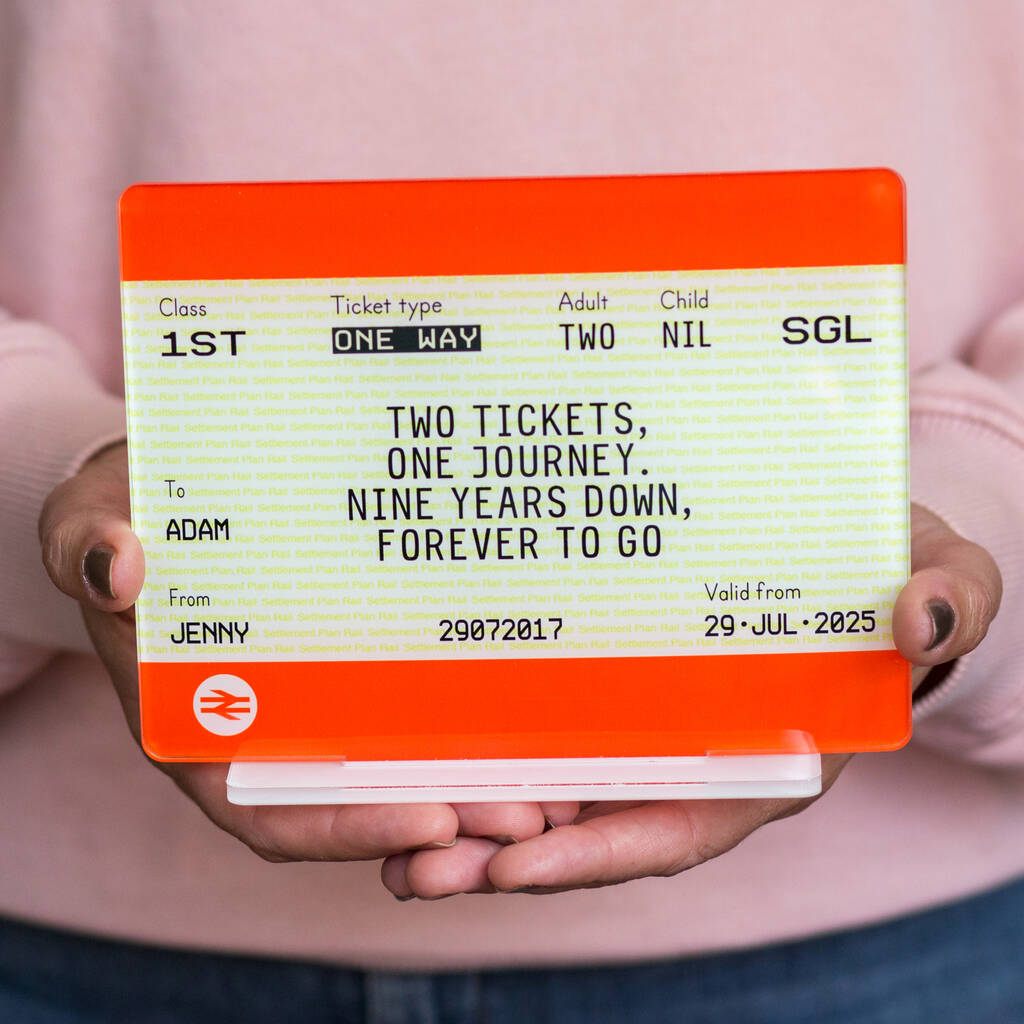 Class Ticket type Adult Child
1ST ONE WAY TWO NIL SGL
TWO TICKETS,
ONE JOURNEY.
NINE YEARS DOWN,
FOREVER TO GO
To
ADAM
From
JENNY
29072017
Valid from
29·JUL·2025